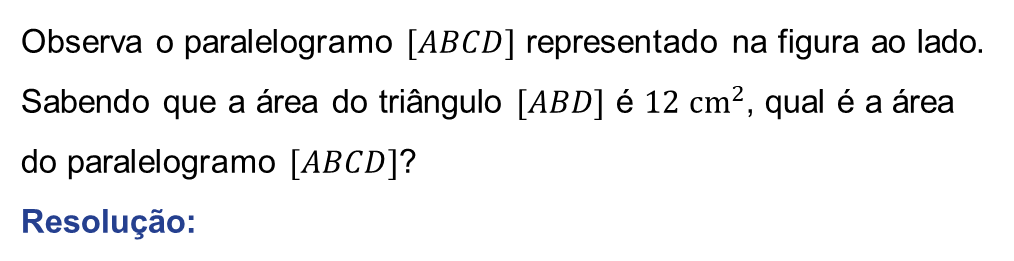 Observa o paralelogramo [ABCD] representado na figura ao lado.
Sabendo que a área do triângulo [ABD] é 12 cm², qual é a área
do paralelogramo [ABCD]?
Resolução: